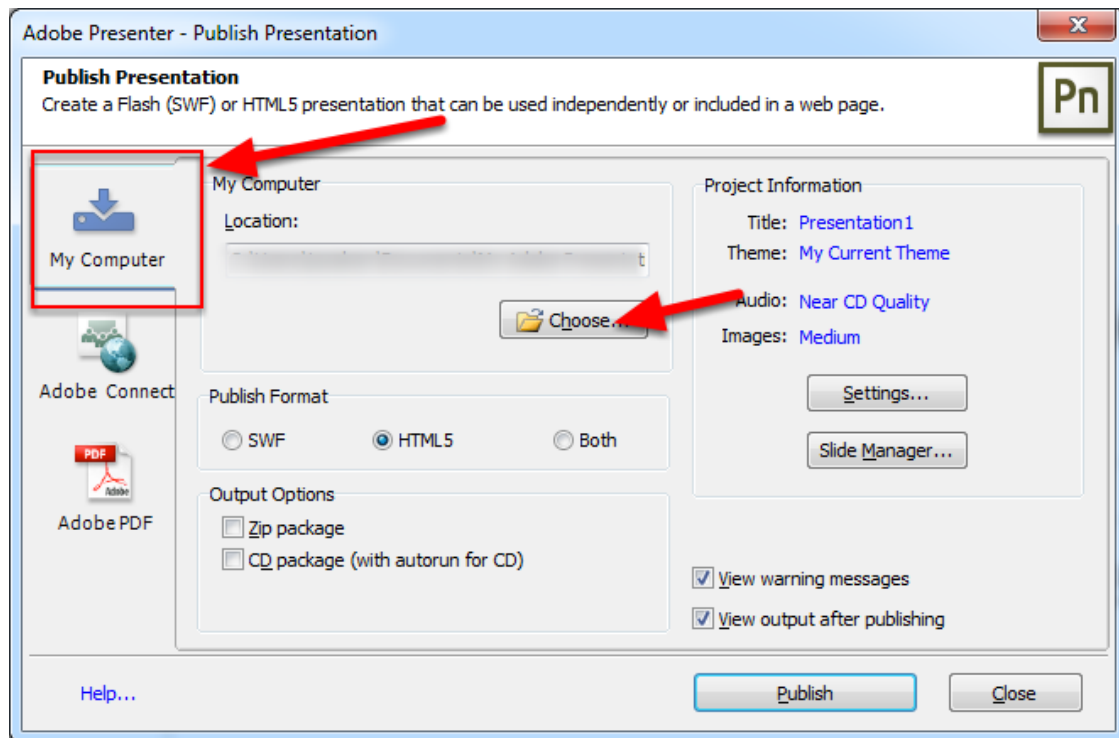 Adobe Presenter - Publish Presentation
Publish Presentation
Create a Flash (SWF) or HTML5 presentation that can be used independently or included in a web page.
Pn
My Computer
Adobe Connect
PDF
Adobe
Adobe PDF
My Computer
Location:
Choose...
Publish Format
SWF
HTML5
Both
Output Options
Zip package
CD package (with autorun for CD)
Project Information
Title: Presentation1
Theme: My Current Theme
Audio: Near CD Quality
Images: Medium
Settings...
Slide Manager...
View warning messages
View output after publishing
Help...
Publish
Close